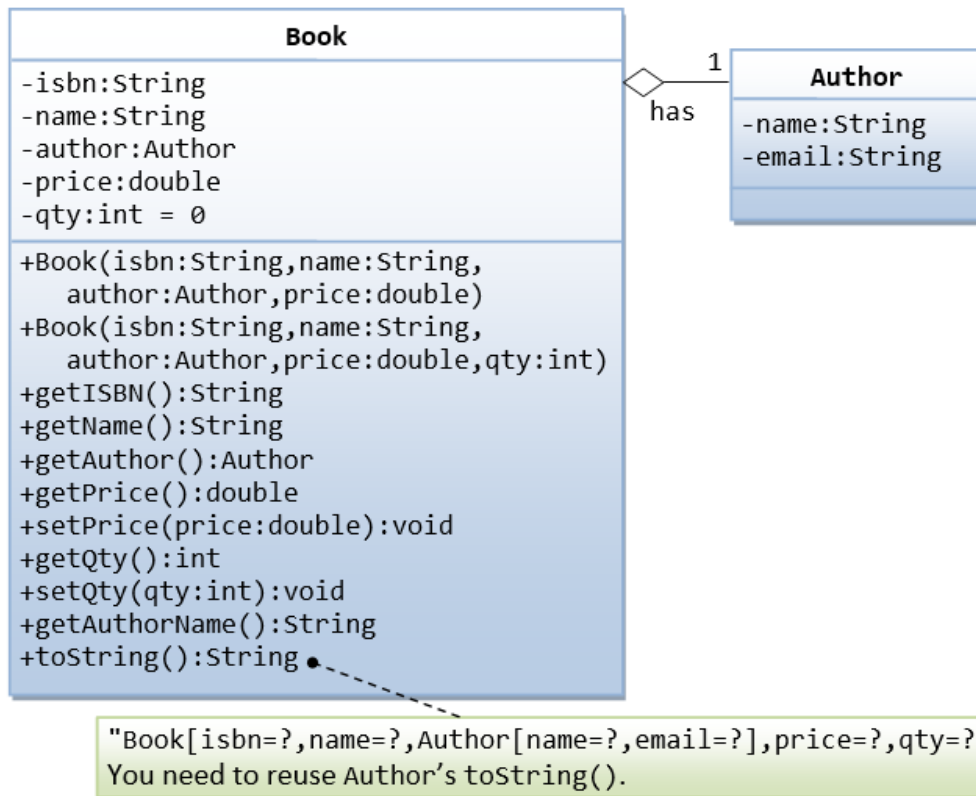 Book
-isbn:String
-name:String
-author:Author
-price:double
-qty:int = 0
+Book(isbn:String,name:String,
author:Author,price:double)
+Book(isbn:String,name:String,
author:Author,price:double,qty:int)
+getISBN():String
+getName():String
+getAuthor():Author
+getPrice():double
+setPrice(price:double):void
+getQty():int
+setQty(qty:int):void
+getAuthorName():String
+toString():String
1
has
Author
-name:String
-email:String
"Book[isbn=?,name=?,Author[name=?,email=?],price=?,qty=?
You need to reuse Author’s toString().